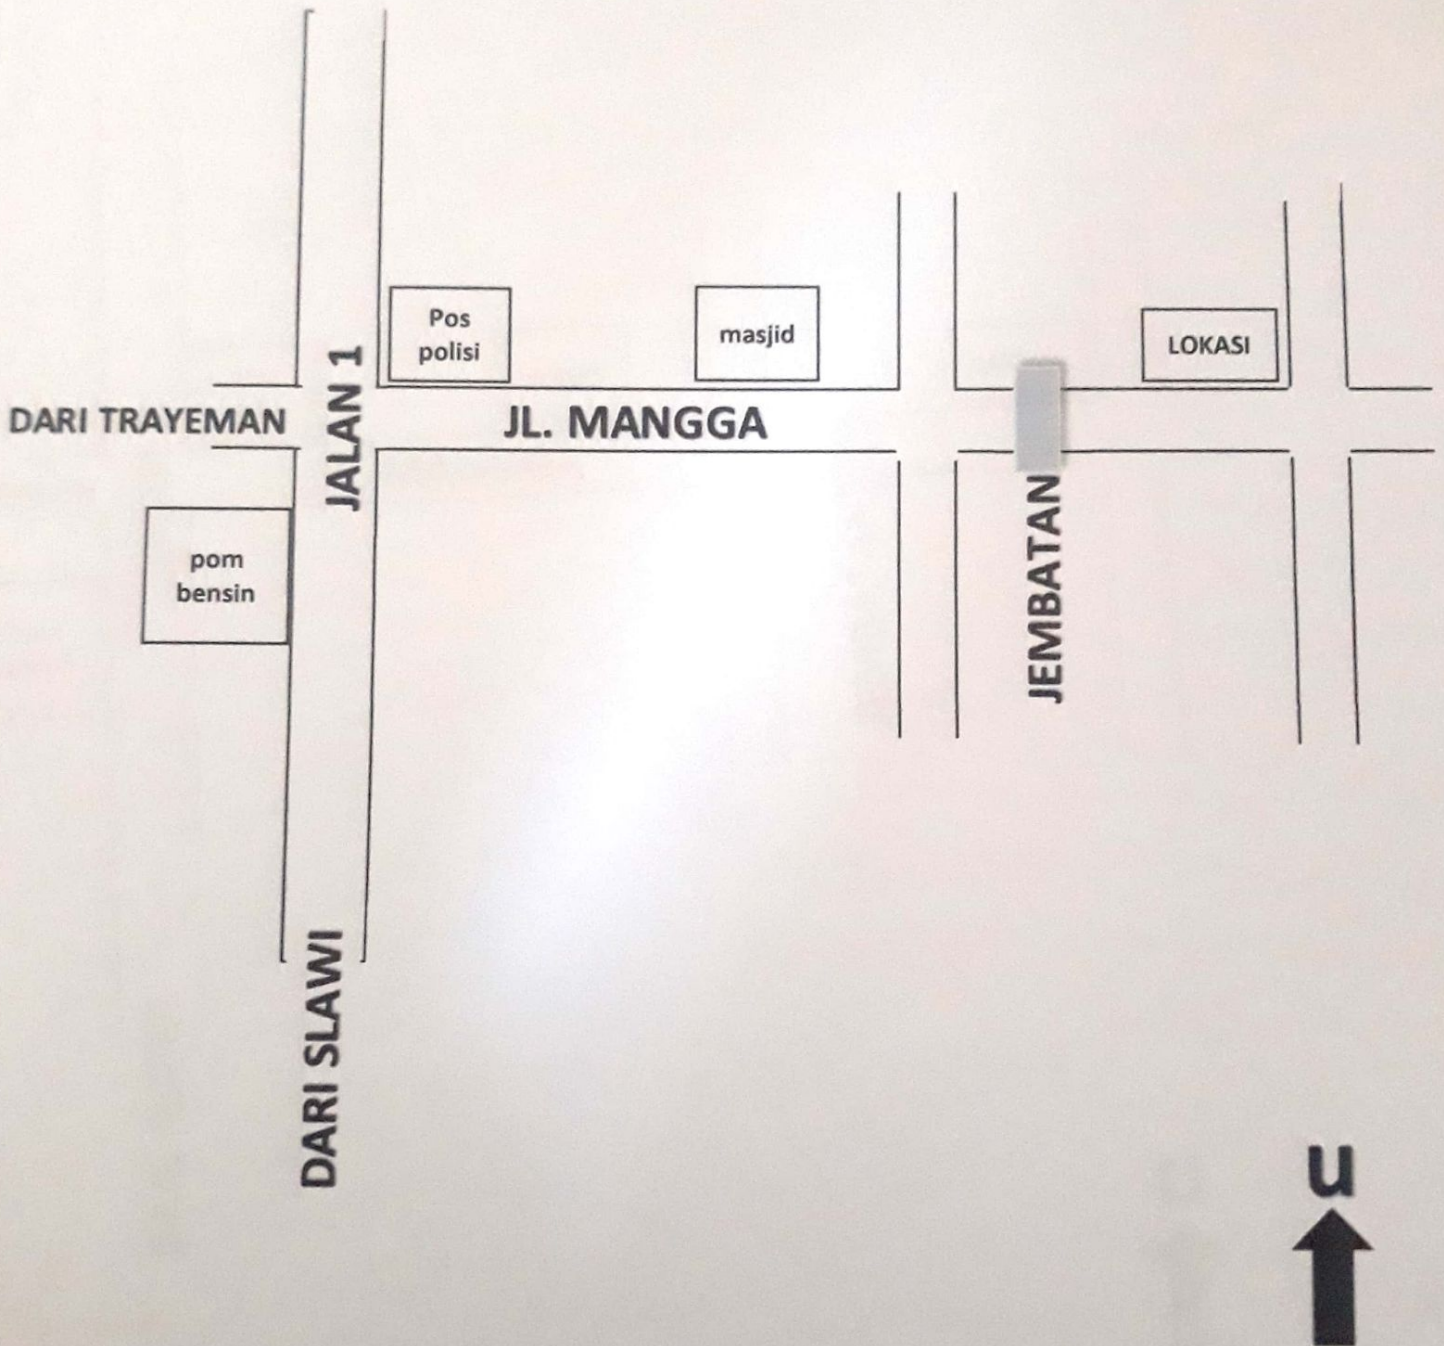 Pos
polisi
masjid
LOKASI
DARI TRAYEMAN
JALAN 1
JL. MANGGA
pom
bensin
JEMBATAN
DARI SLAWI
u